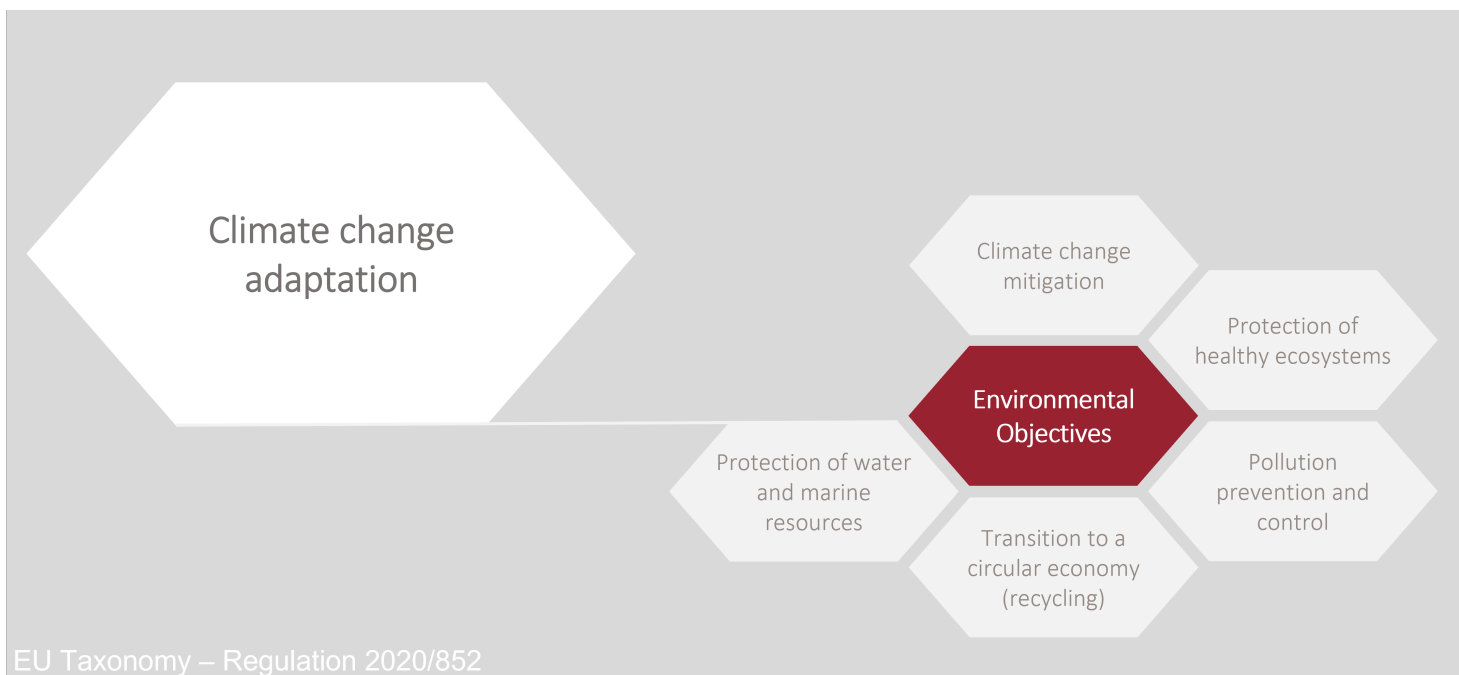 Climate change
adaptation
Climate change
mitigation
Protection of
healthy ecosystems
Environmental
Objectives
Protection of water
and marine
resources
Pollution
prevention and
control
Transition to a
circular economy
(recycling)
EU Taxonomy – Regulation 2020/852